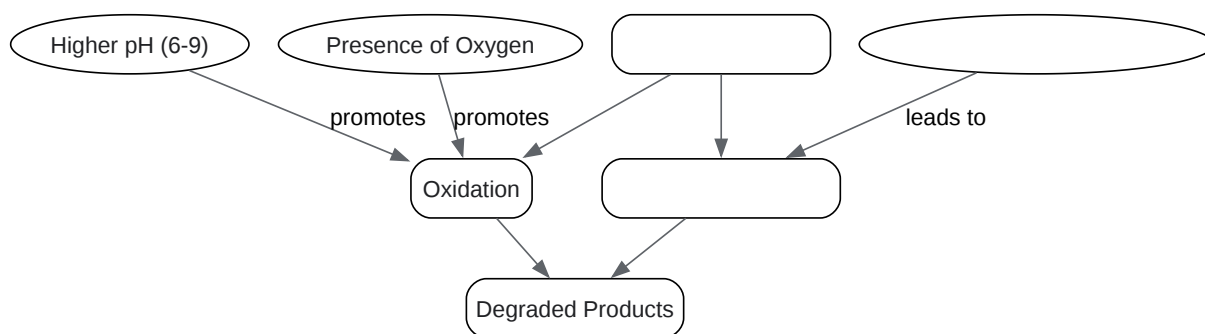 Higher pH (6-9)
Presence of Oxygen
promotes
promotes
leads to
Oxidation
Degraded Products